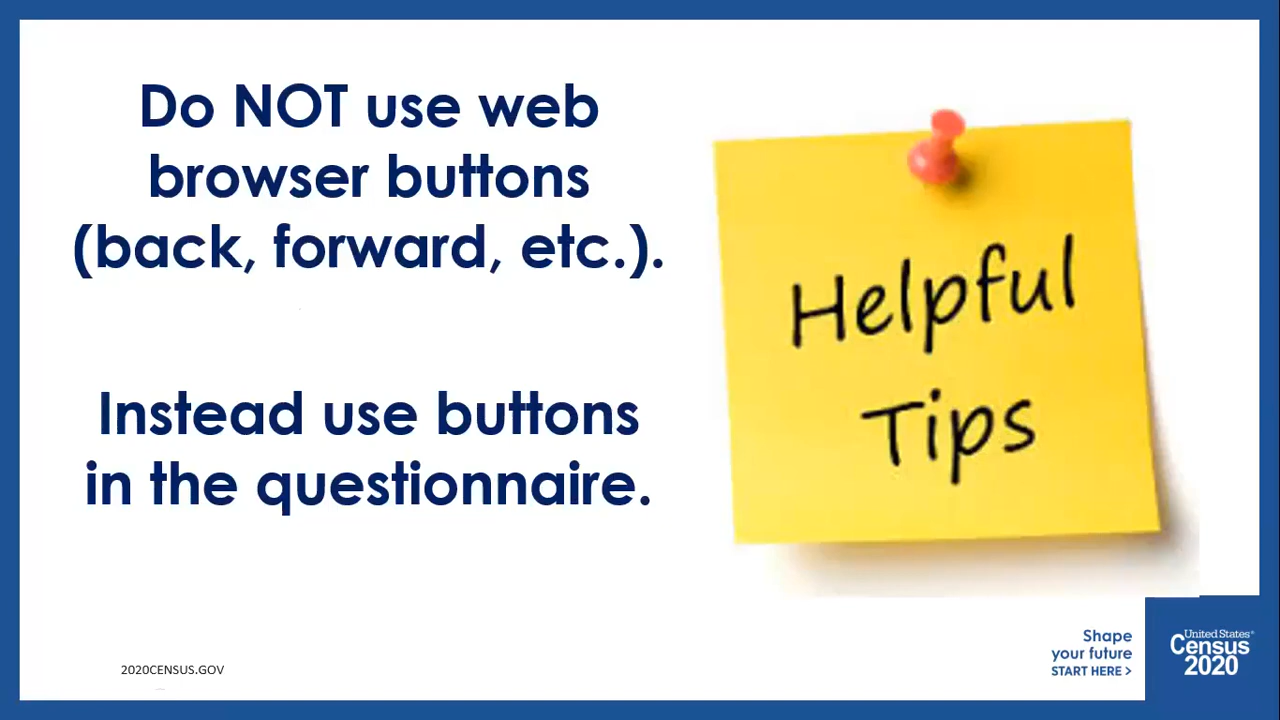 Do NOT use web
browser buttons
(back, forward, etc.).
Instead use buttons
in the questionnaire.
Helpful
Tips
2020CENSUS.GOV
Shape
your future
START HERE >
United States®
Census
2020